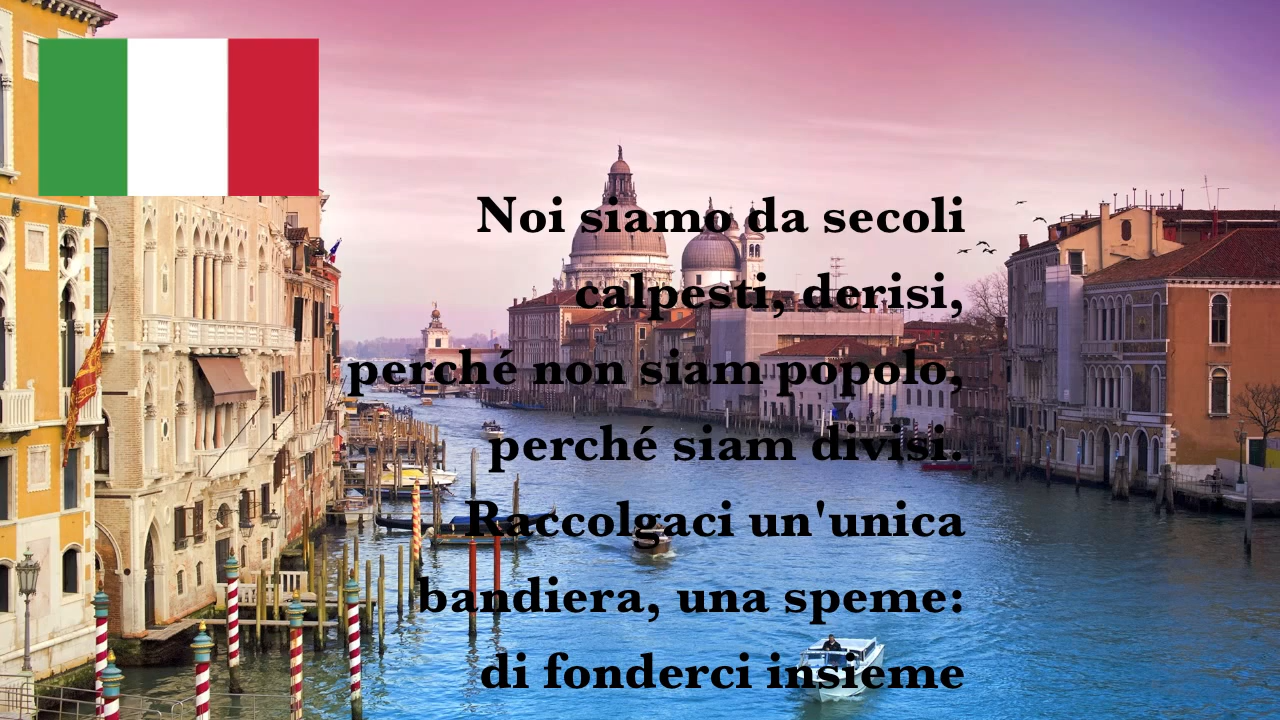 Noi siamo da secoli
calpesti, derisi,
perché non siam popolo,
perché siam divisi.
Raccolgaci un'unica
bandiera, una speme:
di fonderci insieme